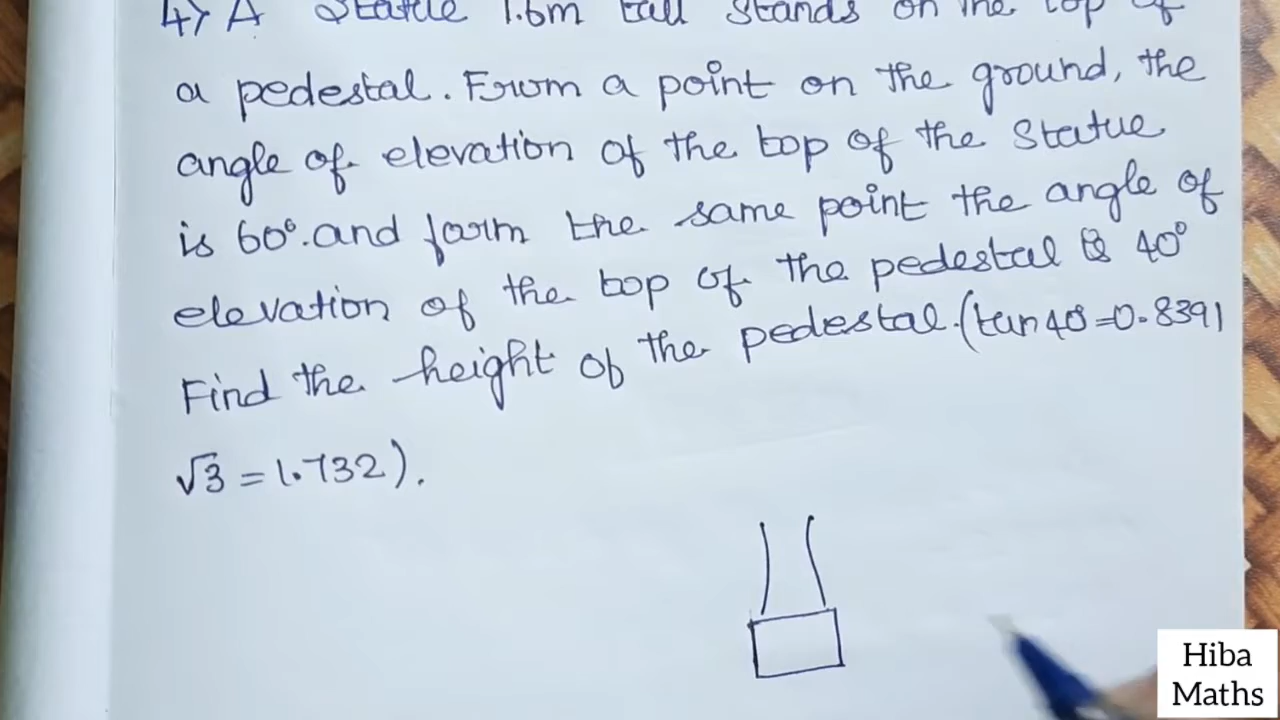 4) A Statue 1.6m tall stands on the top of
a pedestal. From a point on the ground, the
angle of elevation of the top of the Statue
is 60°. and form the same point the angle of
elevation of the top of the pedestal is 40°
Find the height of the pedestal. (tan 40 = 0.8391
√3 = 1.732).
Hiba
Maths